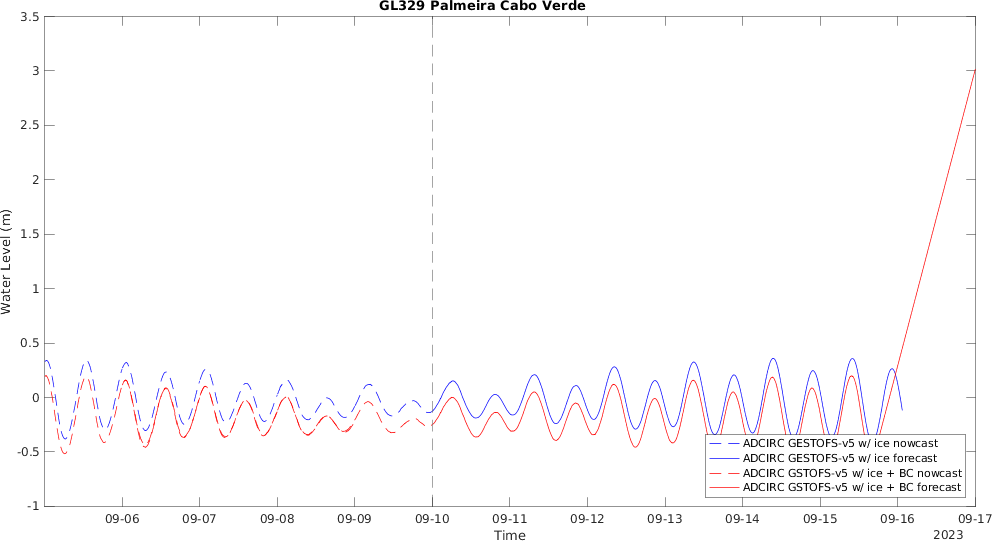 GL329 Palmeira Cabo Verde
3.5
3
2.5
2
1.5
1
0.5
0
-0.5
-1
Water Level (m)
ADCIRC GESTOFS-v5 w/ ice nowcast
ADCIRC GESTOFS-v5 w/ ice forecast
ADCIRC GSTOFS-v5 w/ ice + BC nowcast
ADCIRC GSTOFS-v5 w/ ice + BC forecast
09-06 09-07 09-08 09-09 09-10 09-11 09-12 09-13 09-14 09-15 09-16 09-17
Time
2023